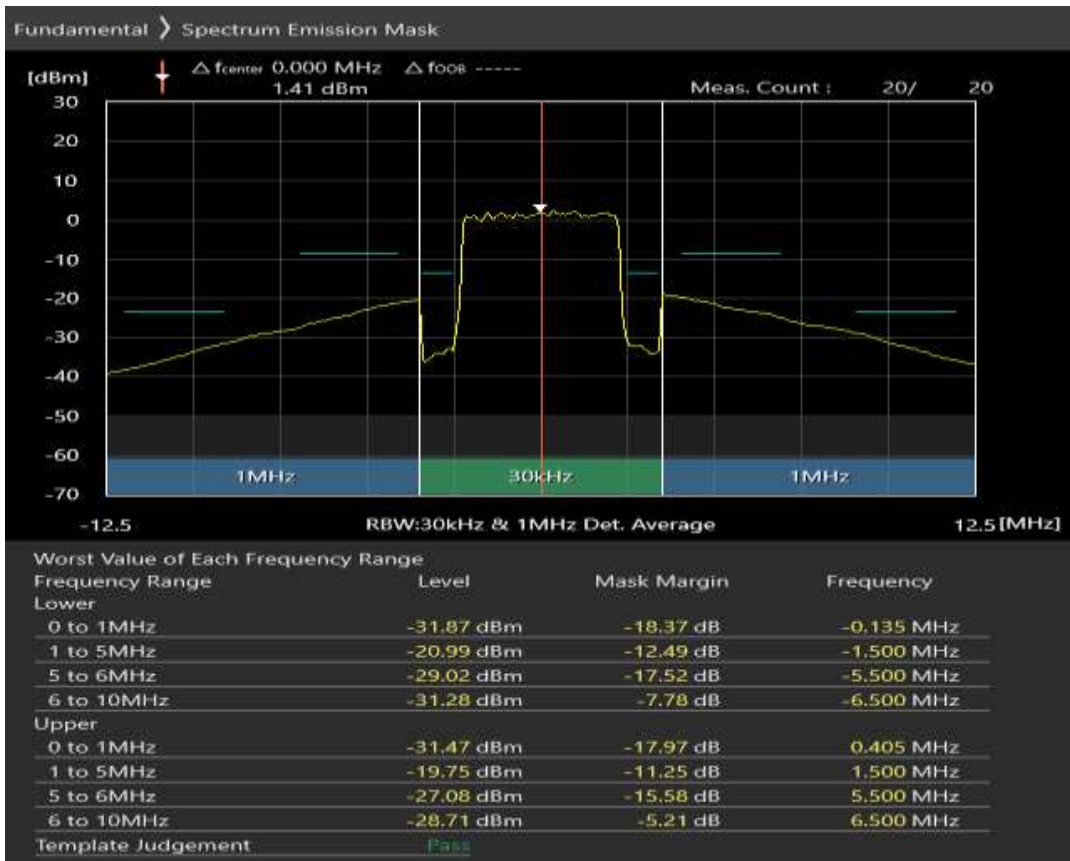 Fundamental 〉 Spectrum Emission Mask
[dBm] △ fcenter 0.000 MHz △ fOOB -----
1.41 dBm Meas. Count : 20/ 20
30
20
10
0
-10
-20
-30
-40
-50
-60
1MHz 30kHz 1MHz
-70
-12.5 RBW:30kHz & 1MHz Det. Average 12.5 [MHz]
Worst Value of Each Frequency Range
Frequency Range Level Mask Margin Frequency
Lower
0 to 1MHz -31.87 dBm -18.37 dB -0.135 MHz
1 to 5MHz -20.99 dBm -12.49 dB -1.500 MHz
5 to 6MHz -29.02 dBm -17.52 dB -5.500 MHz
6 to 10MHz -31.28 dBm -7.78 dB -6.500 MHz
Upper
0 to 1MHz -31.47 dBm -17.97 dB 0.405 MHz
1 to 5MHz -19.75 dBm -11.25 dB 1.500 MHz
5 to 6MHz -27.08 dBm -15.58 dB 5.500 MHz
6 to 10MHz -28.71 dBm -5.21 dB 6.500 MHz
Template Judgement Pass